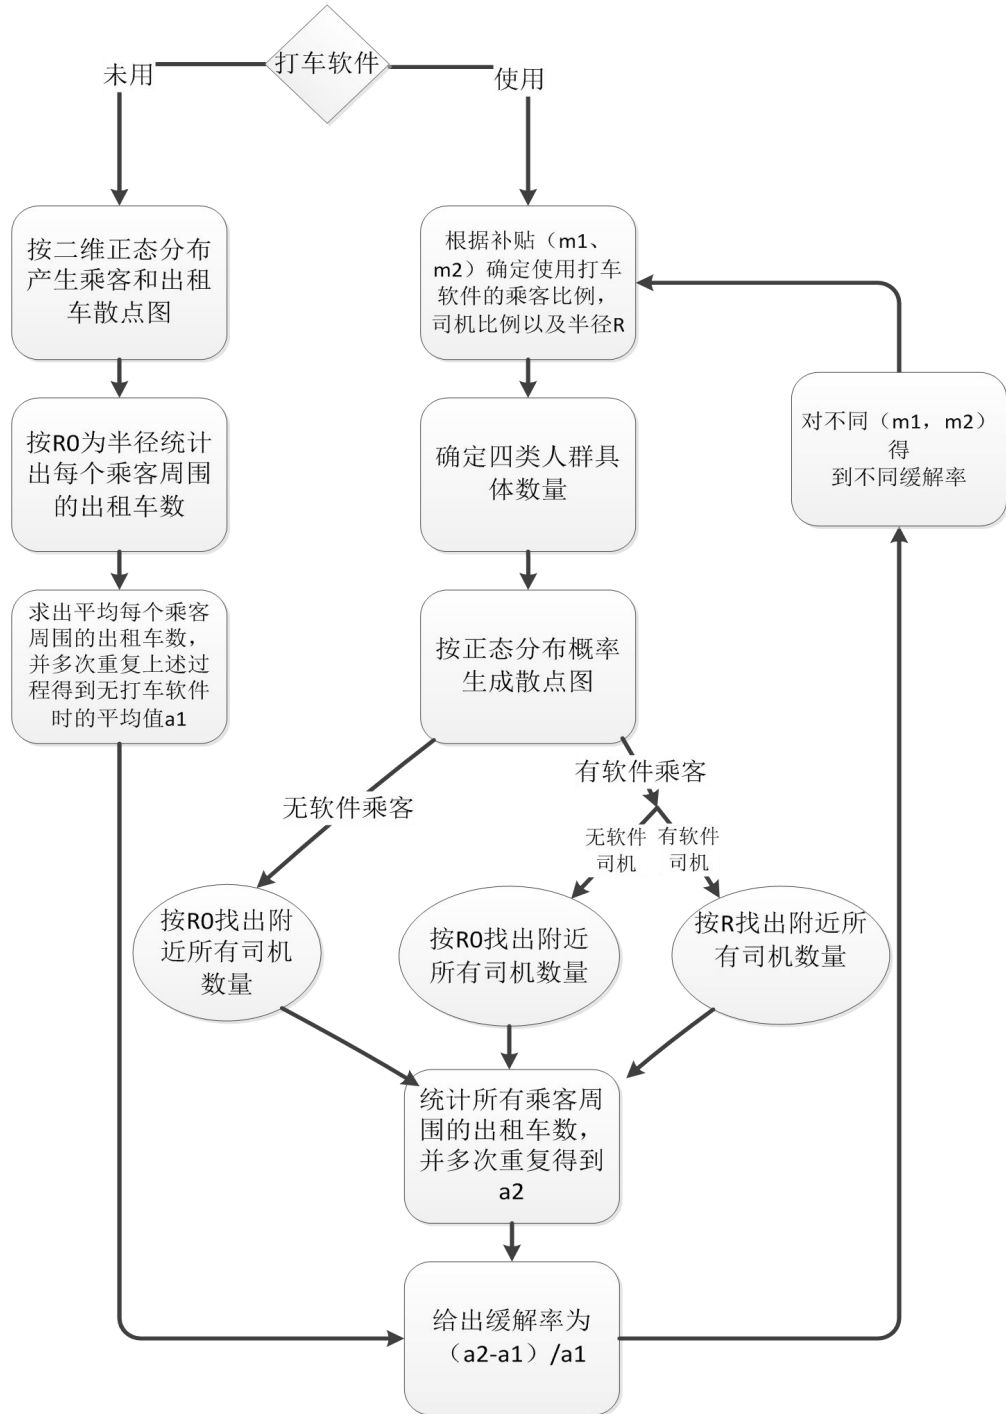 打车软件
未用
使用
按二维正态分布
产生乘客和出租
车散点图
根据补贴（m1、
m2）确定使用打车
软件的乘客比例，
司机比例以及半径R
按R0为半径统计
出每个乘客周围
的出租车数
确定四类人群具
体数量
对不同（m1，m2）
得
到不同缓解率
求出平均每个乘客
周围的出租车数，
并多次重复上述过
程得到无打车软件
时的平均值a1
按正态分布概率
生成散点图
无软件乘客
有软件乘客
无软件
司机
有软件
司机
按R0找出附
近所有司机
数量
按R0找出附近
所有司机数量
按R找出附近所
有司机数量
统计所有乘客周
围的出租车数，
并多次重复得到
a2
给出缓解率为
（a2-a1）/a1